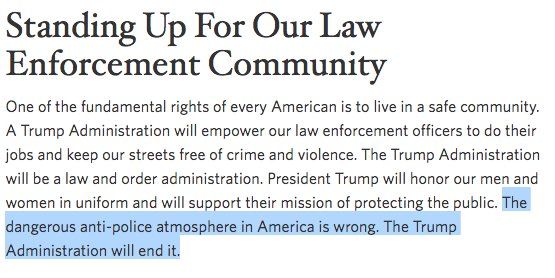 Standing Up For Our Law
Enforcement Community
One of the fundamental rights of every American is to live in a safe community.
A Trump Administration will empower our law enforcement officers to do their
jobs and keep our streets free of crime and violence. The Trump Administration
will be a law and order administration. President Trump will honor our men and
women in uniform and will support their mission of protecting the public. The
dangerous anti-police atmosphere in America is wrong. The Trump
Administration will end it.